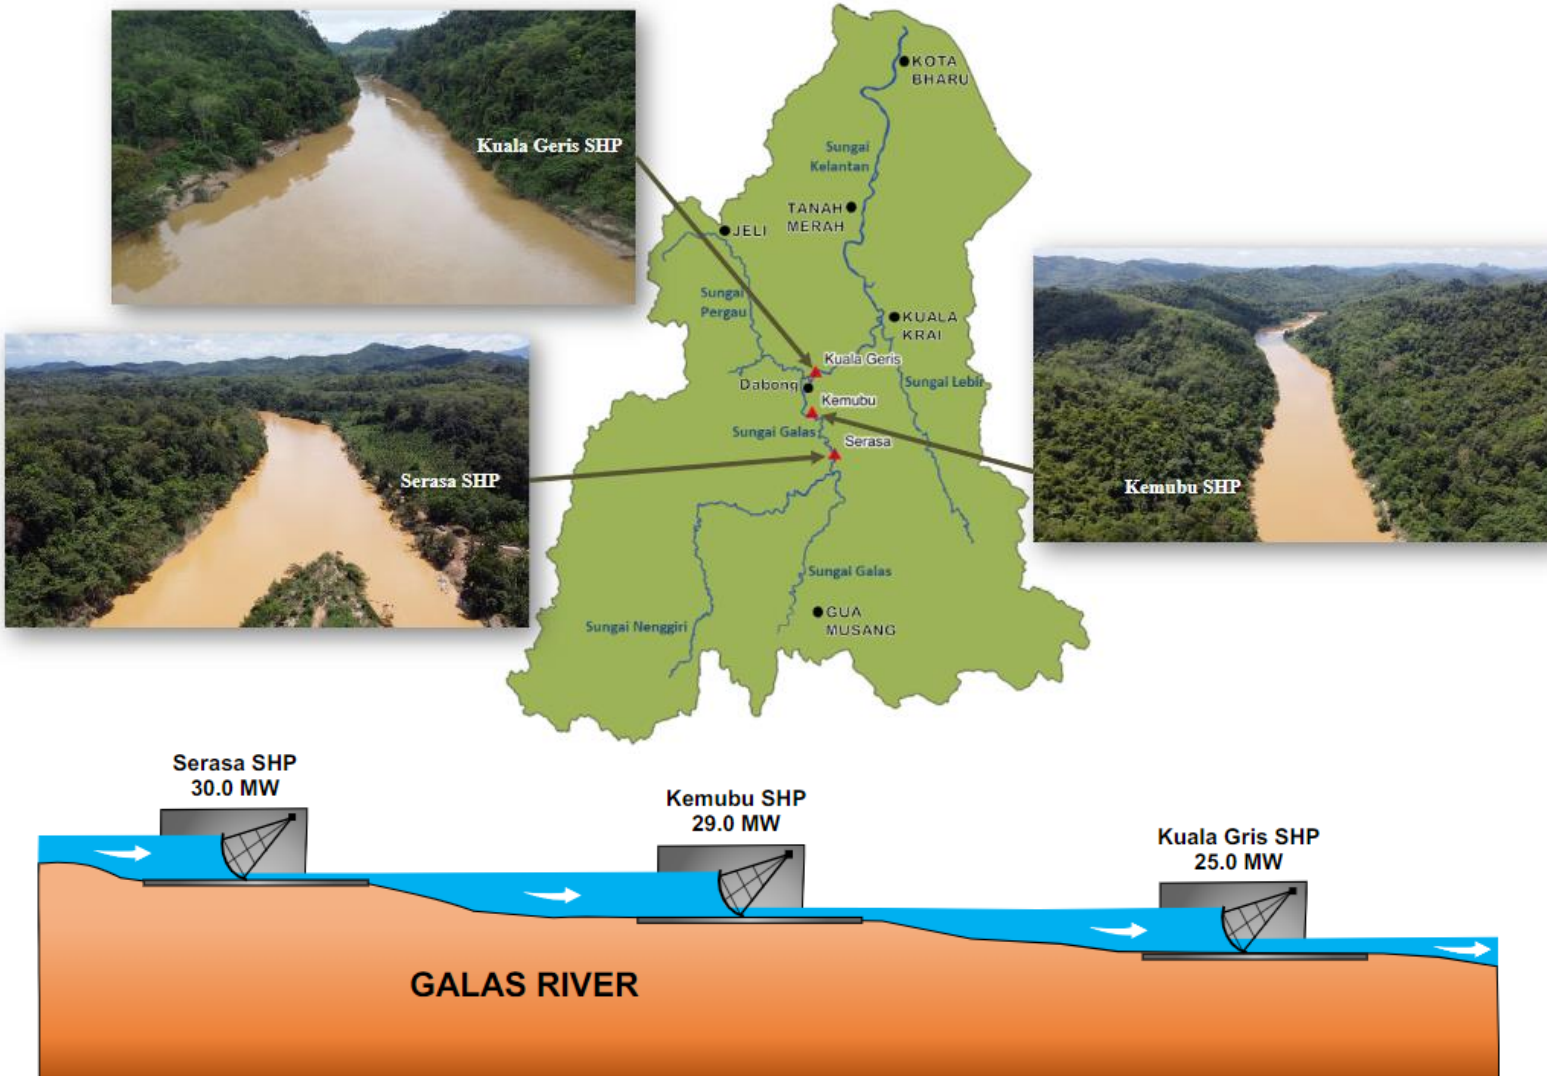 KOTA
BHARU
Kuala Geris SHP
Sungai
Kelantan
TANAH
MERAH
JELI
Sungai
Pergau
KUALA
KRAI
Kuala Geris
Dabong
Sungai Lebir
Kemubu
Sungai Galas
Serasa
Serasa SHP
Kemubu SHP
Sungai Galas
GUA
MUSANG
Sungai Nenggiri
Serasa SHP
30.0 MW
Kemubu SHP
29.0 MW
Kuala Gris SHP
25.0 MW
GALAS RIVER